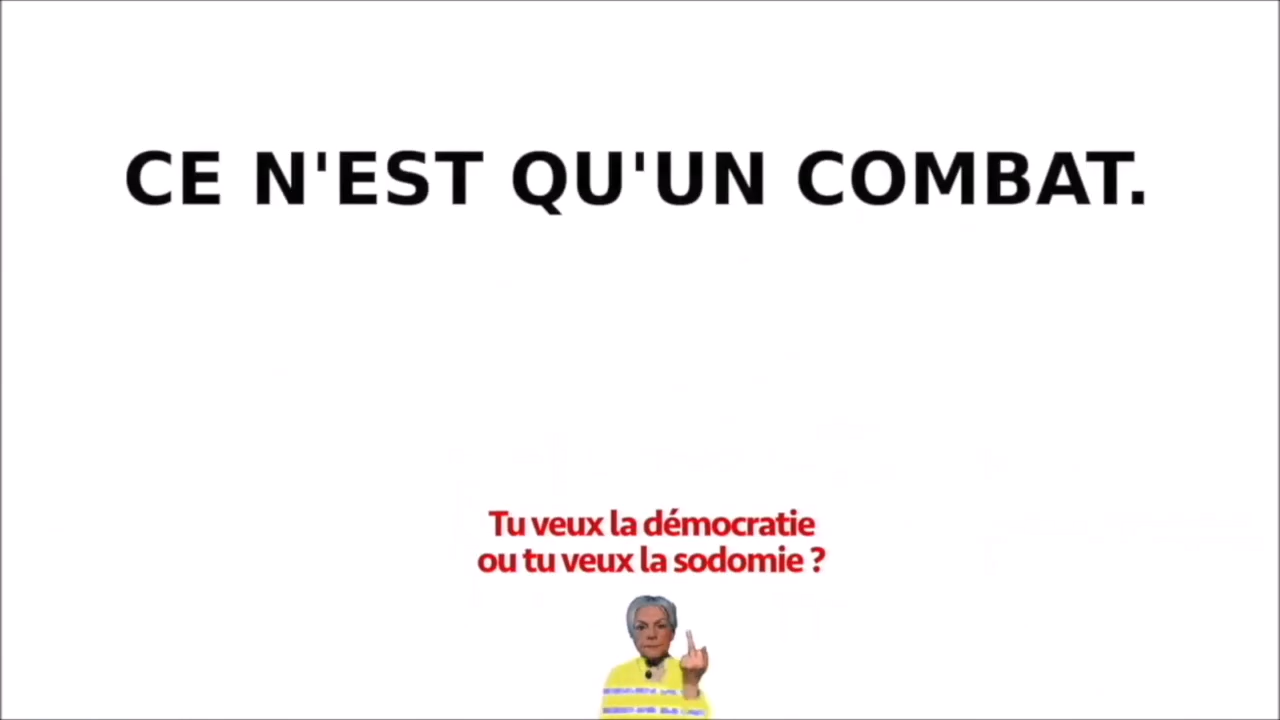 CE N'EST QU'UN COMBAT.
Tu veux la démocratie
ou tu veux la sodomie ?